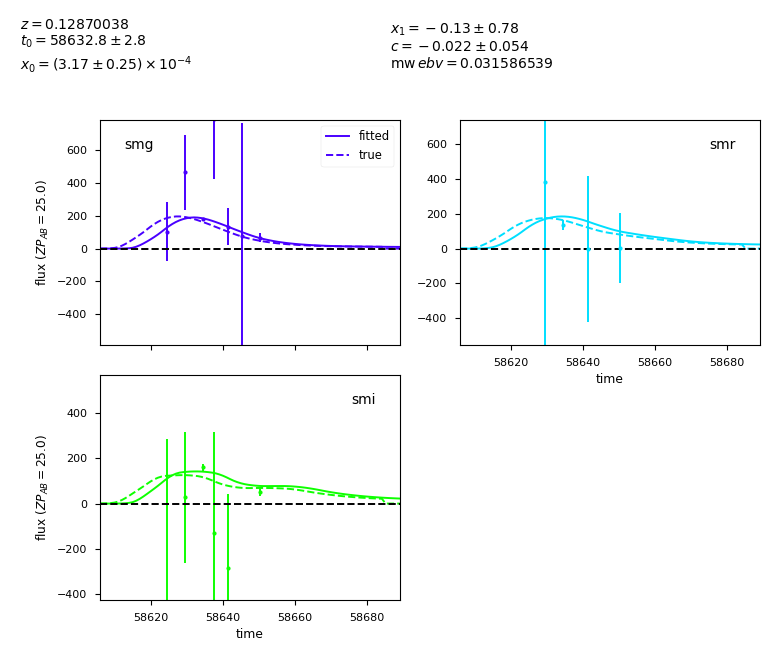 z = 0.12870038
t₀ = 58632.8 ± 2.8
x₀ = (3.17 ± 0.25) × 10⁻⁴
x₁ = −0.13 ± 0.78
c = −0.022 ± 0.054
mw ebv = 0.031586539
smg
fitted
true
600
400
200
0
−200
−400
flux (ZP_AB = 25.0)
smr
600
400
200
0
−200
−400
58620 58640 58660 58680
time
smi
400
200
0
−200
−400
flux (ZP_AB = 25.0)
58620 58640 58660 58680
time